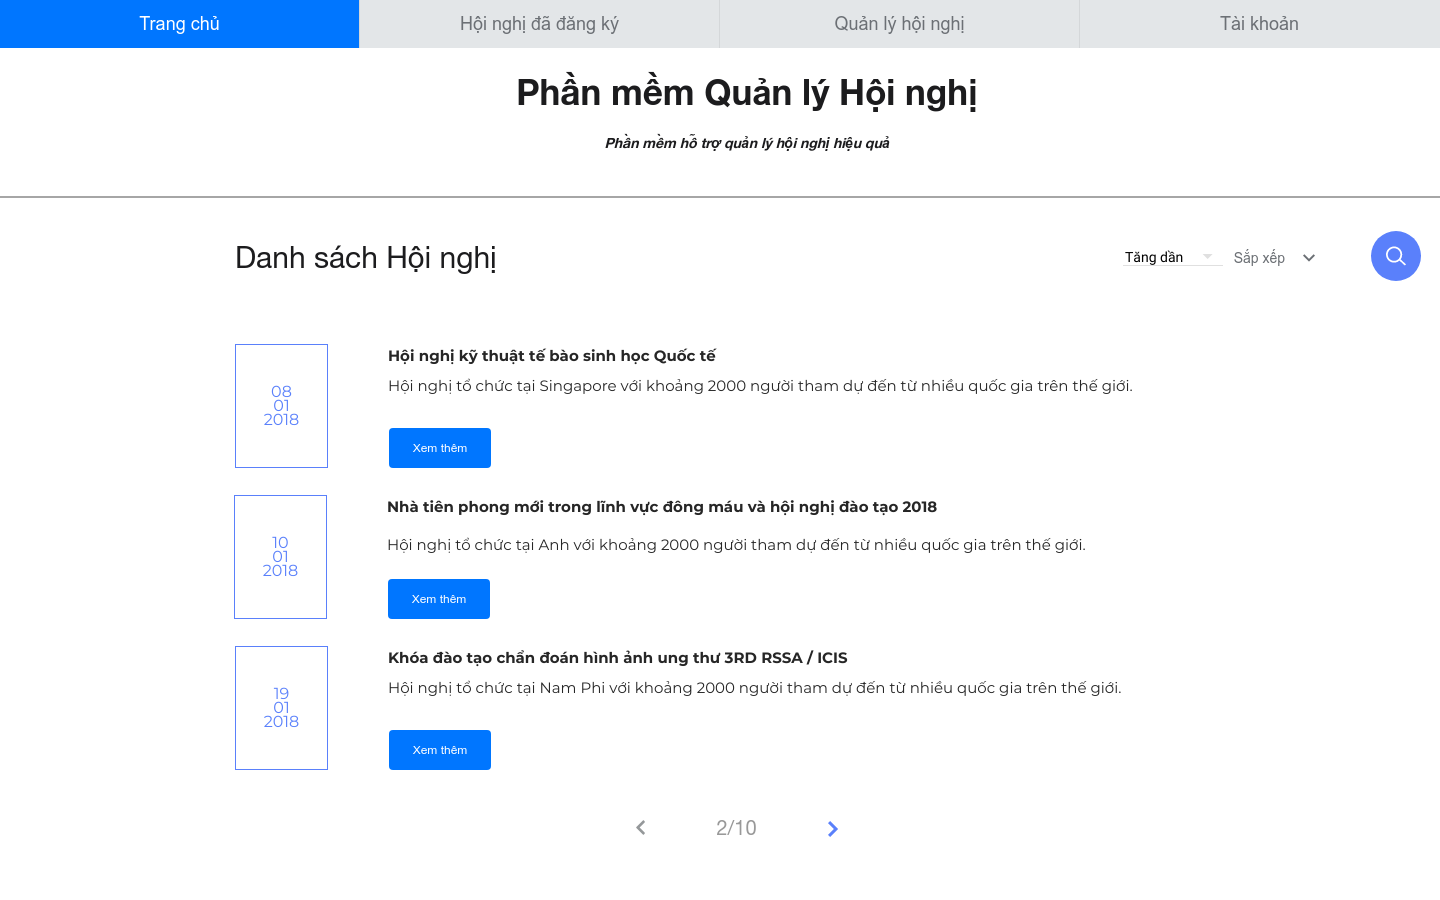 Trang chủ
Hội nghị đã đăng ký
Quản lý hội nghị
Tài khoản
Phần mềm Quản lý Hội nghị
Phần mềm hỗ trợ quản lý hội nghị hiệu quả
Danh sách Hội nghị
Tăng dần
Sắp xếp
08
01
2018
Hội nghị kỹ thuật tế bào sinh học Quốc tế
Hội nghị tổ chức tại Singapore với khoảng 2000 người tham dự đến từ nhiều quốc gia trên thế giới.
Xem thêm
10
01
2018
Nhà tiên phong mới trong lĩnh vực đông máu và hội nghị đào tạo 2018
Hội nghị tổ chức tại Anh với khoảng 2000 người tham dự đến từ nhiều quốc gia trên thế giới.
Xem thêm
19
01
2018
Khóa đào tạo chẩn đoán hình ảnh ung thư 3RD RSSA / ICIS
Hội nghị tổ chức tại Nam Phi với khoảng 2000 người tham dự đến từ nhiều quốc gia trên thế giới.
Xem thêm
2/10